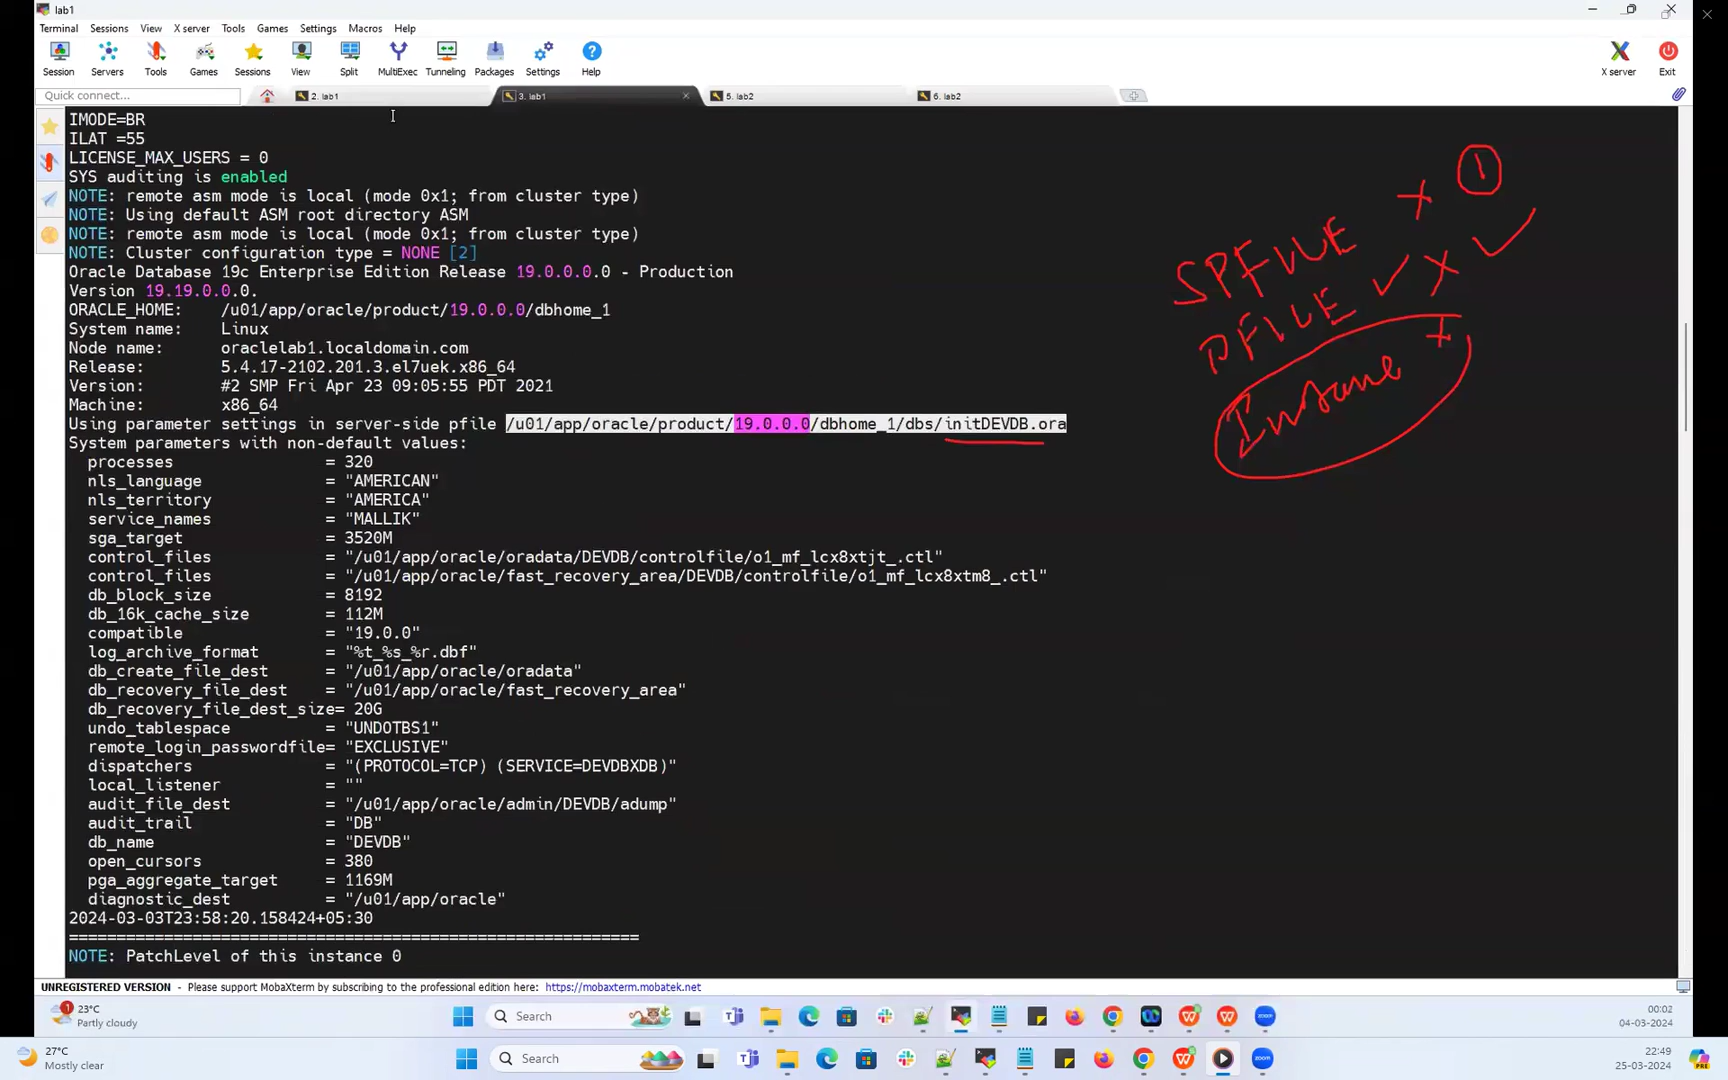 lab1
Terminal Sessions View X server Tools Games Settings Macros Help
Session Servers Tools Games Sessions View Split MultiExec Tunneling Packages Settings Help X server Exit
Quick connect... 2. lab1 3. lab1 5. lab2 6. lab2
IMODE=BR
ILAT =55
LICENSE_MAX_USERS = 0
SYS auditing is enabled
NOTE: remote asm mode is local (mode 0x1; from cluster type)
NOTE: Using default ASM root directory ASM
NOTE: remote asm mode is local (mode 0x1; from cluster type)
NOTE: Cluster configuration type = NONE [2]
Oracle Database 19c Enterprise Edition Release 19.0.0.0.0 - Production
Version 19.19.0.0.0.
ORACLE_HOME: /u01/app/oracle/product/19.0.0.0/dbhome_1
System name: Linux
Node name: oraclelab1.localdomain.com
Release: 5.4.17-2102.201.3.el7uek.x86_64
Version: #2 SMP Fri Apr 23 09:05:55 PDT 2021
Machine: x86_64
Using parameter settings in server-side pfile /u01/app/oracle/product/19.0.0.0/dbhome_1/dbs/initDEVDB.ora
System parameters with non-default values:
processes = 320
nls_language = "AMERICAN"
nls_territory = "AMERICA"
service_names = "MALLIK"
sga_target = 3520M
control_files = "/u01/app/oracle/oradata/DEVDB/controlfile/o1_mf_lcx8xtjt_.ctl"
control_files = "/u01/app/oracle/fast_recovery_area/DEVDB/controlfile/o1_mf_lcx8xtm8_.ctl"
db_block_size = 8192
db_16k_cache_size = 112M
compatible = "19.0.0"
log_archive_format = "%t_%s_%r.dbf"
db_create_file_dest = "/u01/app/oracle/oradata"
db_recovery_file_dest = "/u01/app/oracle/fast_recovery_area"
db_recovery_file_dest_size= 20G
undo_tablespace = "UNDOTBS1"
remote_login_passwordfile= "EXCLUSIVE"
dispatchers = "(PROTOCOL=TCP) (SERVICE=DEVDBXDB)"
local_listener = ""
audit_file_dest = "/u01/app/oracle/admin/DEVDB/adump"
audit_trail = "DB"
db_name = "DEVDB"
open_cursors = 380
pga_aggregate_target = 1169M
diagnostic_dest = "/u01/app/oracle"
2024-03-03T23:58:20.158424+05:30
============================================================
NOTE: PatchLevel of this instance 0
SPFILE X 1
PFILE ✓ X ✓
UNREGISTERED VERSION - Please support MobaXterm by subscribing to the professional edition here: https://mobaxterm.mobatek.net
1
23°C
Partly cloudy
Search
00:02
04-03-2024
27°C
Mostly clear
Search
22:49
25-03-2024